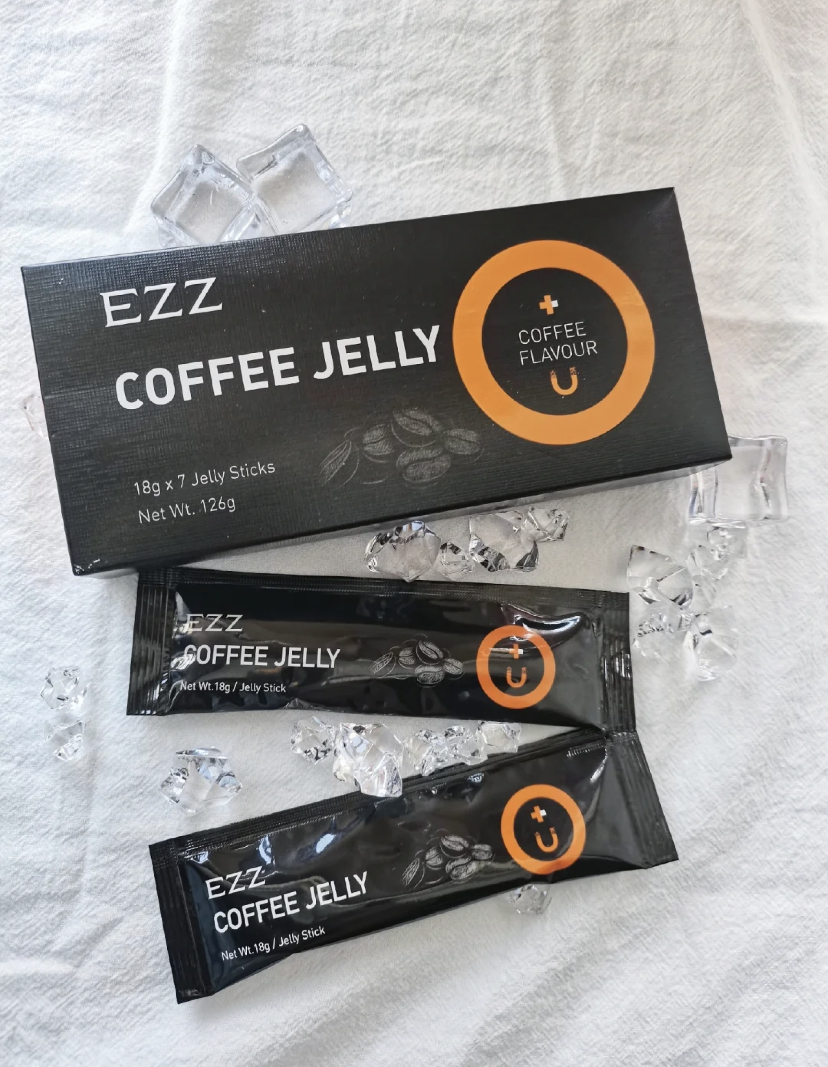 EZZ
COFFEE JELLY
COFFEE
FLAVOUR
18g x 7 Jelly Sticks
Net Wt. 126g
EZZ
COFFEE JELLY
Net Wt.18g / Jelly Stick
EZZ
COFFEE JELLY
Net Wt.18g / Jelly Stick